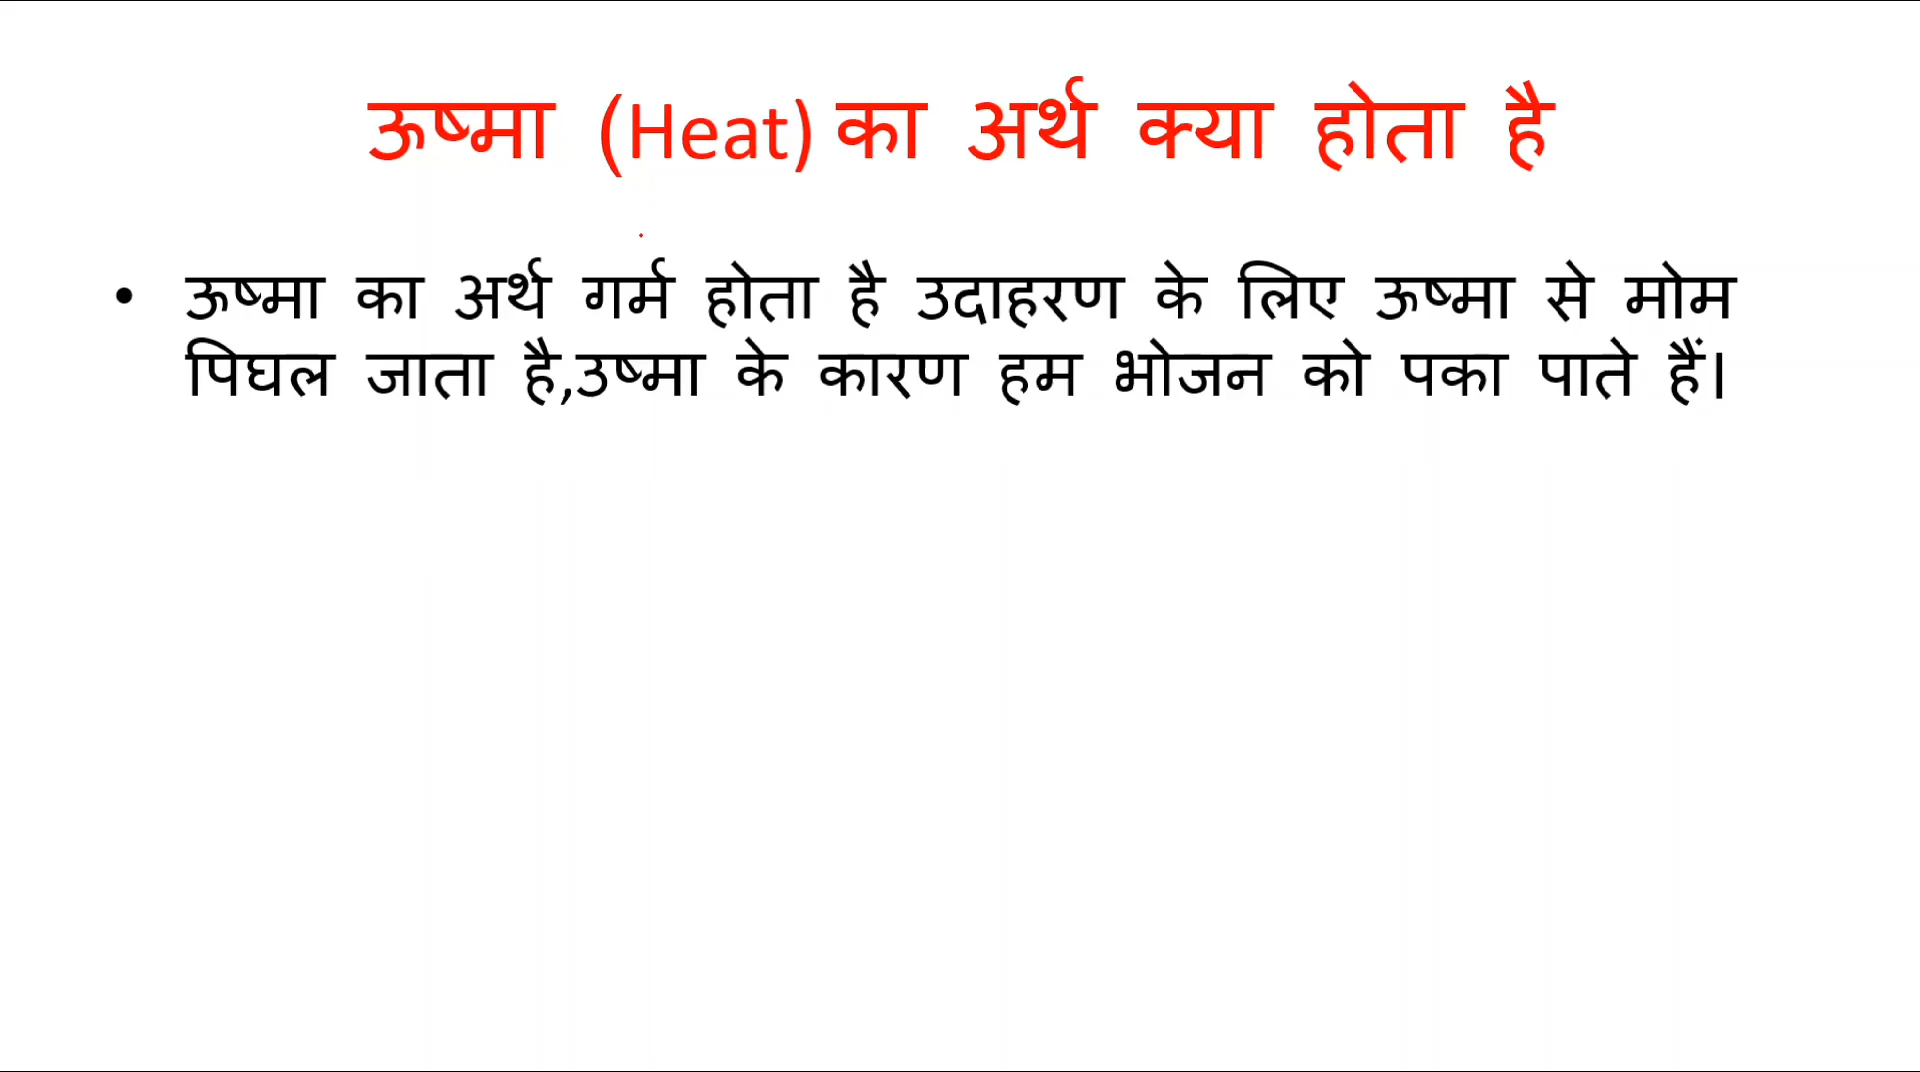 ऊष्मा (Heat) का अर्थ क्या होता है
• ऊष्मा का अर्थ गर्म होता है उदाहरण के लिए ऊष्मा से मोम
पिघल जाता है,उष्मा के कारण हम भोजन को पका पाते हैं।